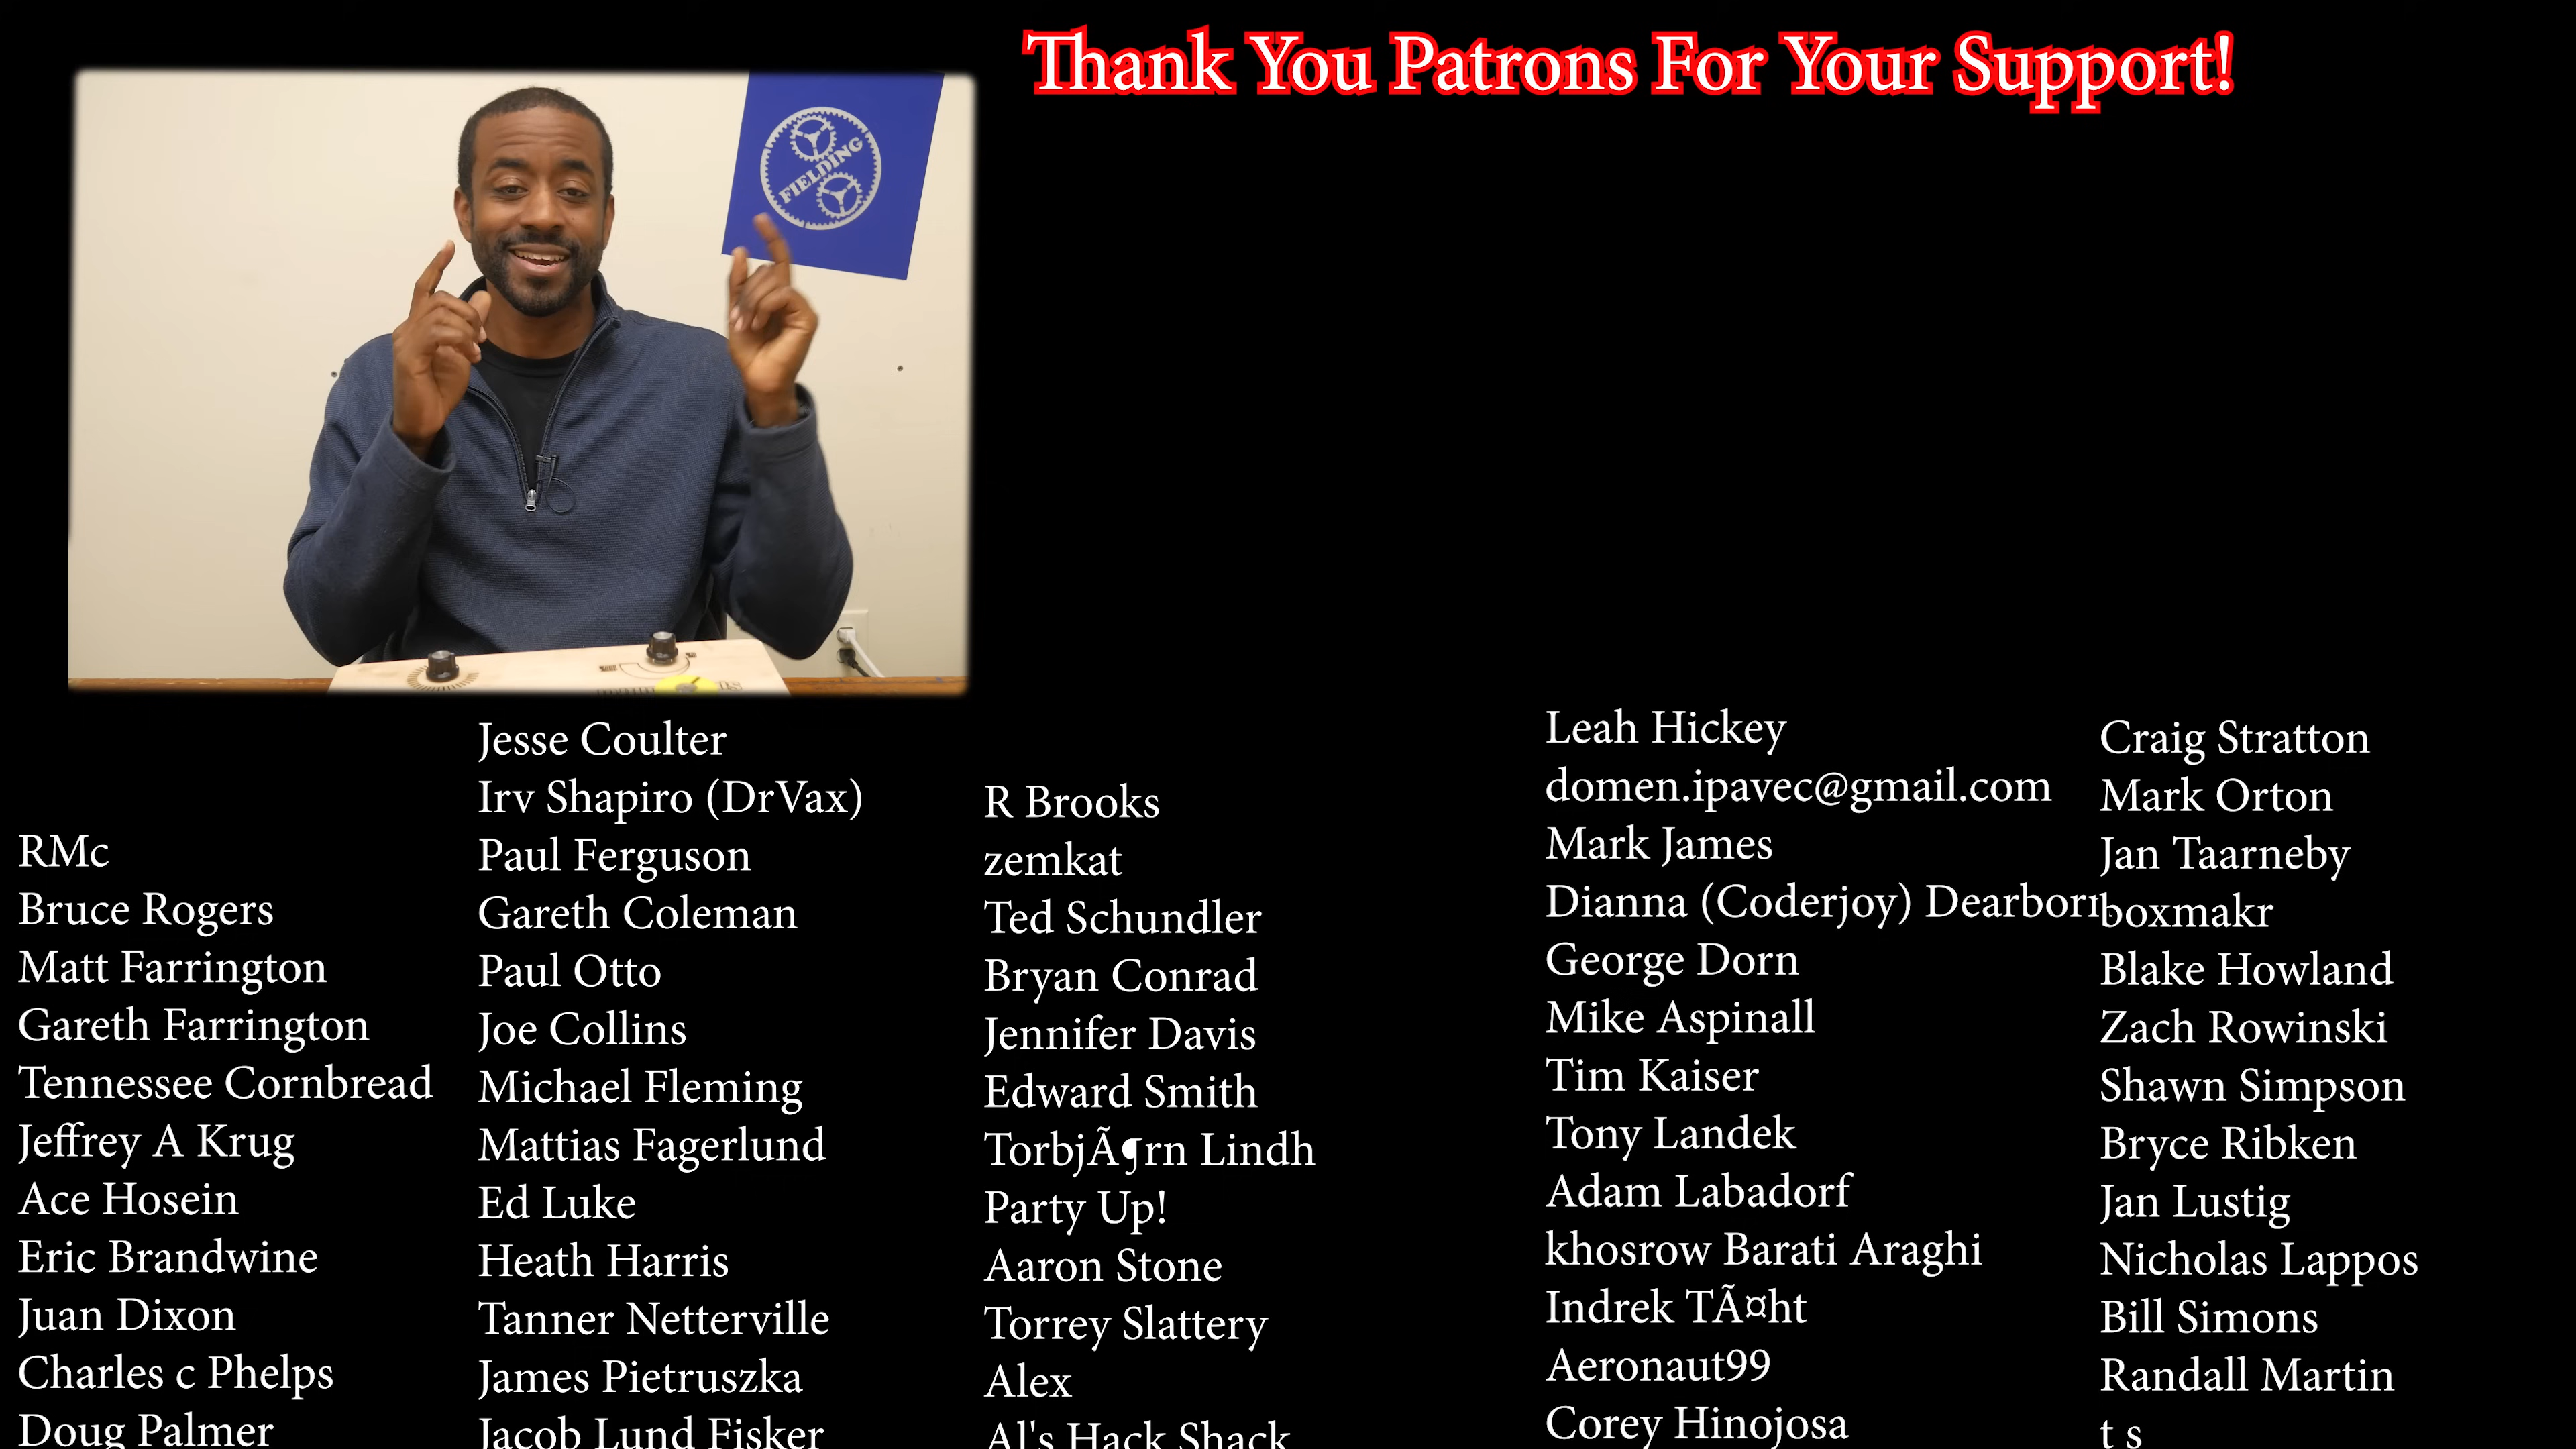 Thank You Patrons For Your Support!
FIELDING
RMc
Bruce Rogers
Matt Farrington
Gareth Farrington
Tennessee Cornbread
Jeffrey A Krug
Ace Hosein
Eric Brandwine
Juan Dixon
Charles c Phelps
Doug Palmer
Jesse Coulter
Irv Shapiro (DrVax)
Paul Ferguson
Gareth Coleman
Paul Otto
Joe Collins
Michael Fleming
Mattias Fagerlund
Ed Luke
Heath Harris
Tanner Netterville
James Pietruszka
Jacob Lund Fisker
R Brooks
zemkat
Ted Schundler
Bryan Conrad
Jennifer Davis
Edward Smith
TorbjÃ¶rn Lindh
Party Up!
Aaron Stone
Torrey Slattery
Alex
Al's Hack Shack
Leah Hickey
domen.ipavec@gmail.com
Mark James
Dianna (Coderjoy) Dearborn
George Dorn
Mike Aspinall
Tim Kaiser
Tony Landek
Adam Labadorf
khosrow Barati Araghi
Indrek TÃ¤ht
Aeronaut99
Corey Hinojosa
Craig Stratton
Mark Orton
Jan Taarneby
boxmakr
Blake Howland
Zach Rowinski
Shawn Simpson
Bryce Ribken
Jan Lustig
Nicholas Lappos
Bill Simons
Randall Martin
t s